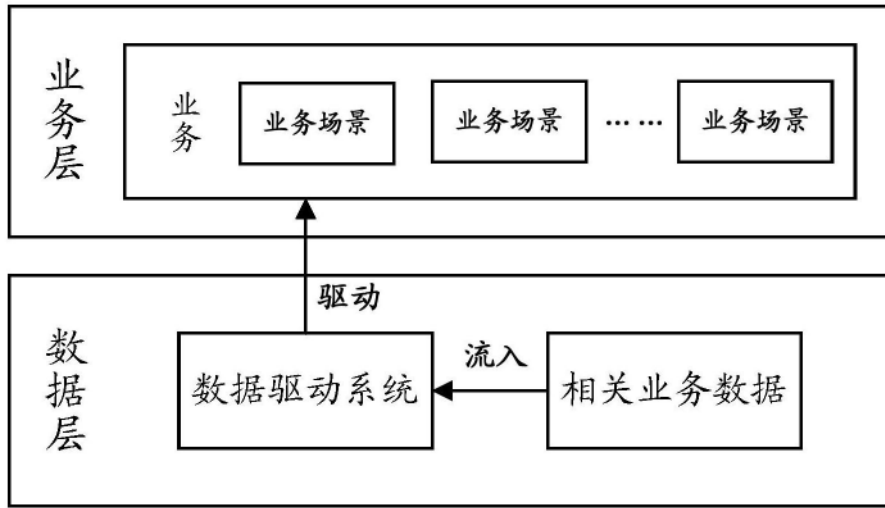 业务层
业务
业务场景
业务场景
... ...
业务场景
驱动
数据层
数据驱动系统
流入
相关业务数据